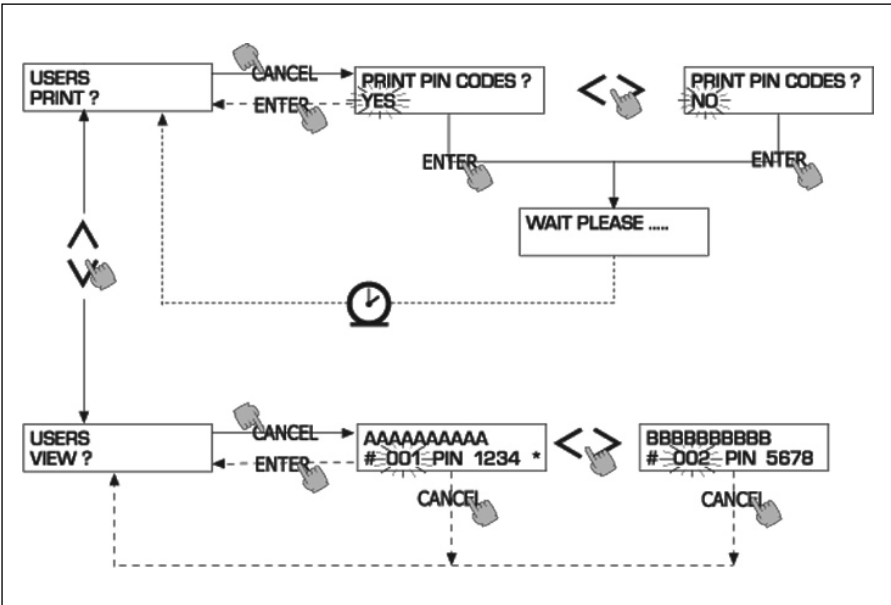 USERS
PRINT ?
CANCEL
ENTER
PRINT PIN CODES ?
YES
< >
PRINT PIN CODES ?
NO
ENTER
ENTER
WAIT PLEASE .....
USERS
VIEW ?
CANCEL
ENTER
AAAAAAAAAA
# 001 PIN 1234 *
< >
BBBBBBBBBB
# 002 PIN 5678
CANCEL
CANCEL